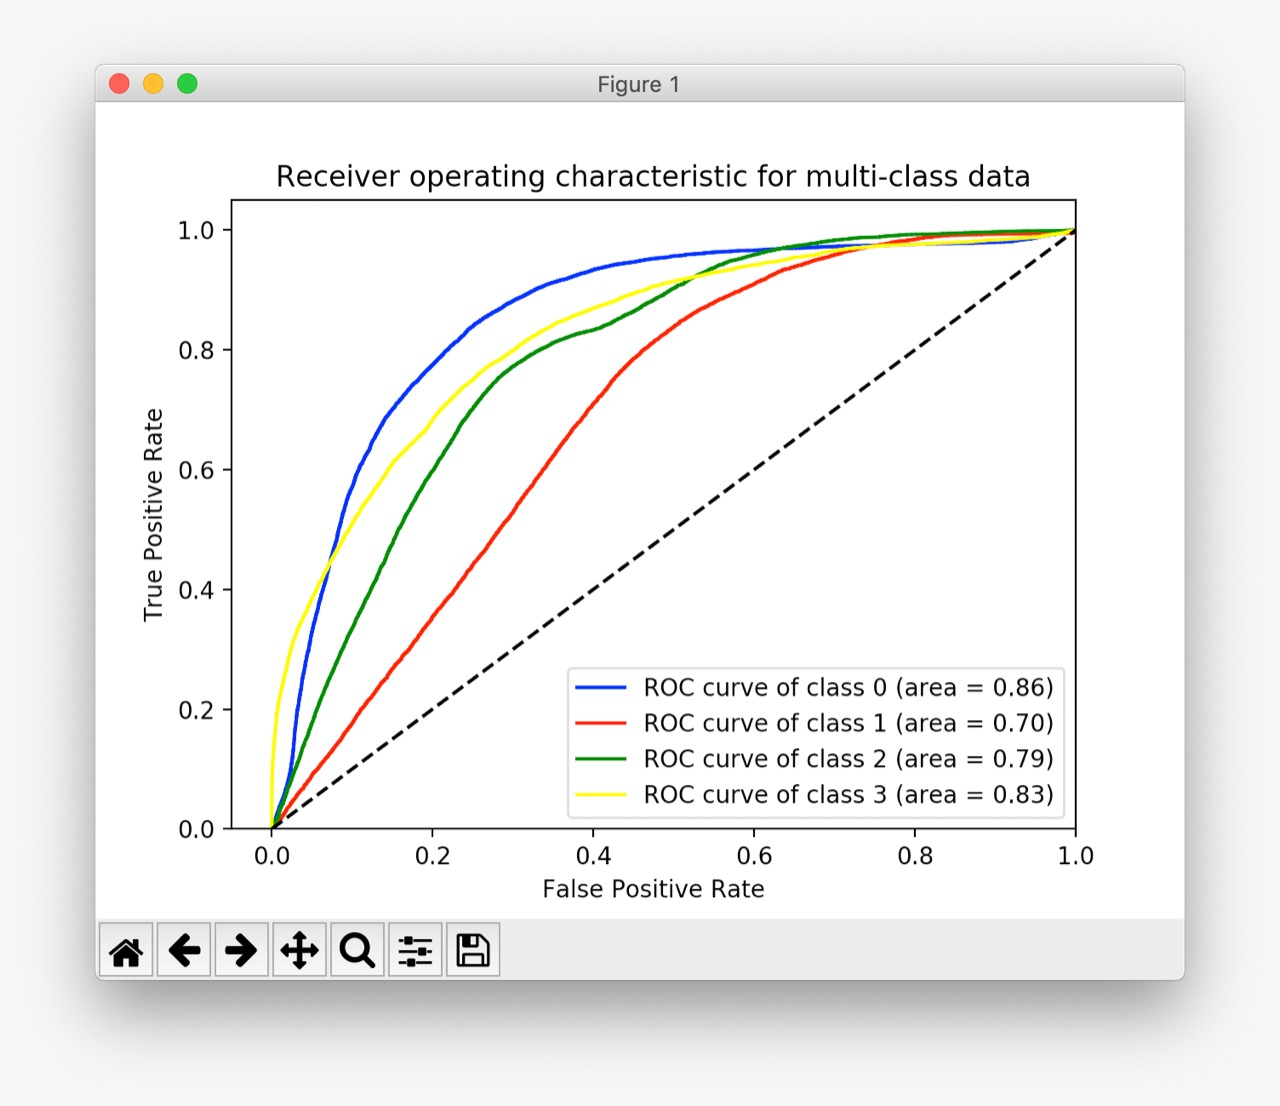 Figure 1
Receiver operating characteristic for multi-class data
1.0
0.8
0.6
0.4
0.2
0.0
True Positive Rate
ROC curve of class 0 (area = 0.86)
ROC curve of class 1 (area = 0.70)
ROC curve of class 2 (area = 0.79)
ROC curve of class 3 (area = 0.83)
0.0 0.2 0.4 0.6 0.8 1.0
False Positive Rate